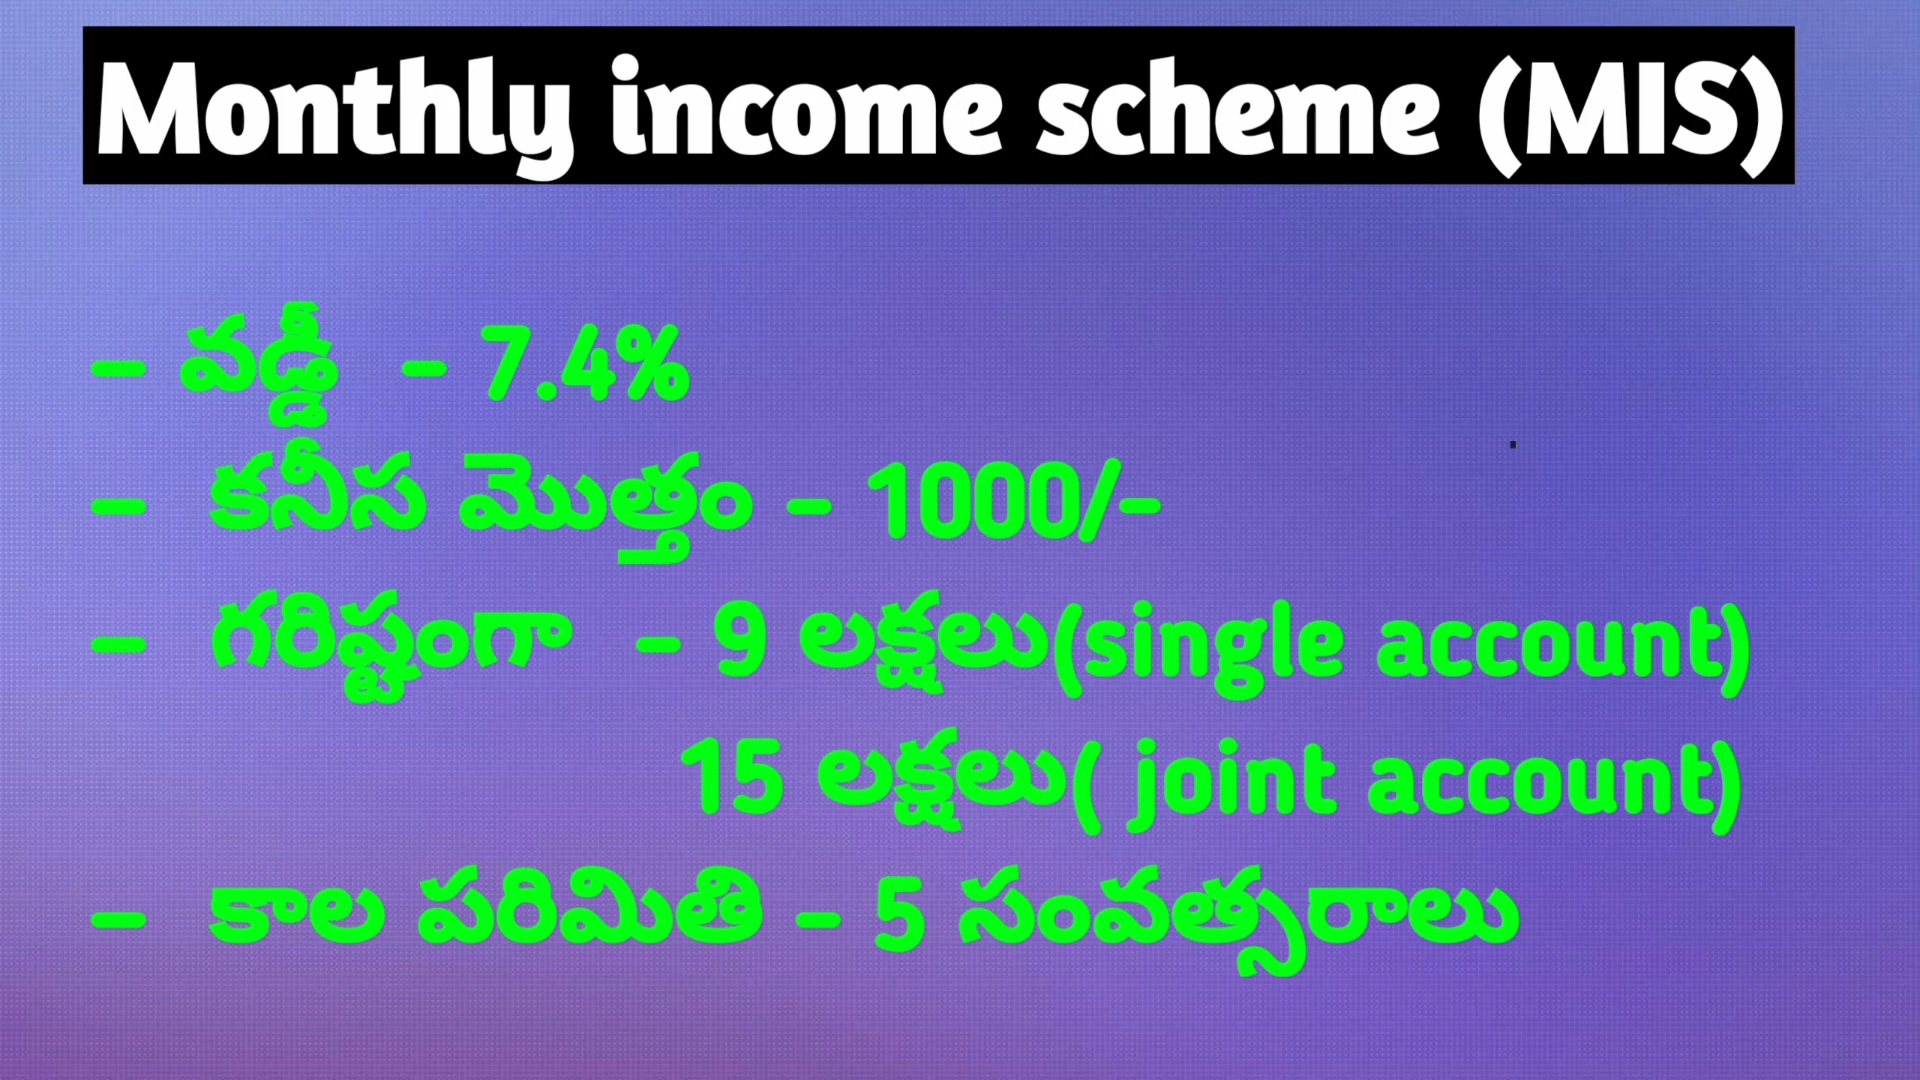 Monthly income scheme (MIS)
- వడ్డీ - 7.4%
- కనీస మొత్తం - 1000/-
- గరిష్టంగా - 9 లక్షలు(single account)
15 లక్షలు( joint account)
- కాల పరిమితి - 5 సంవత్సరాలు